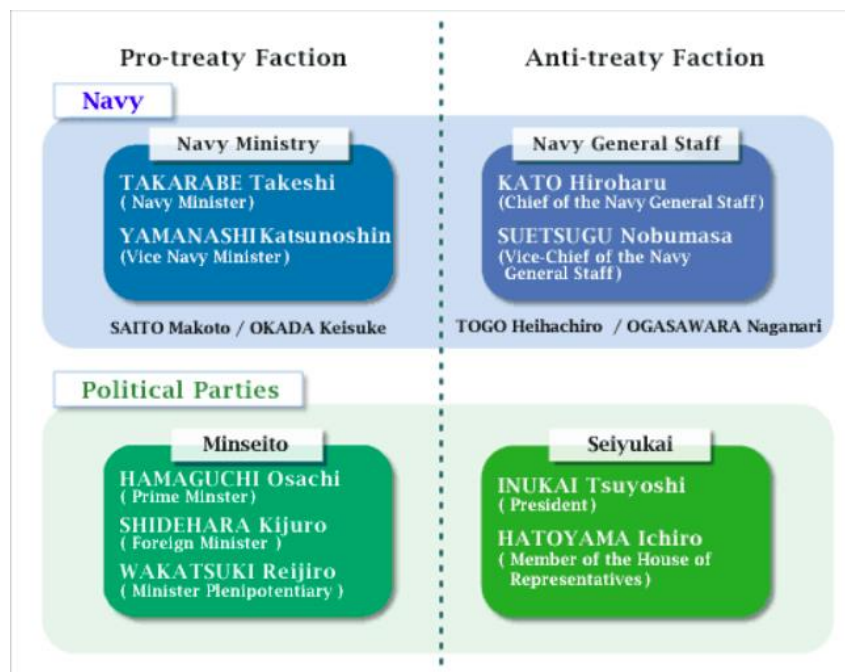 Pro-treaty Faction
Anti-treaty Faction
Navy
Navy Ministry
TAKARABE Takeshi
( Navy Minister)
YAMANASHI Katsunoshin
(Vice Navy Minister )
SAITO Makoto / OKADA Keisuke
Navy General Staff
KATO Hiroharu
(Chief of the Navy General Staff)
SUETSUGU Nobumasa
(Vice-Chief of the Navy
General Staff)
TOGO Heihachiro / OGASAWARA Naganari
Political Parties
Minseito
HAMAGUCHI Osachi
( Prime Minster)
SHIDEHARA Kijuro
( Foreign Minister )
WAKATSUKI Reijiro
( Minister Plenipotentiary )
Seiyukai
INUKAI Tsuyoshi
( President)
HATOYAMA Ichiro
( Member of the House of
Representatives)